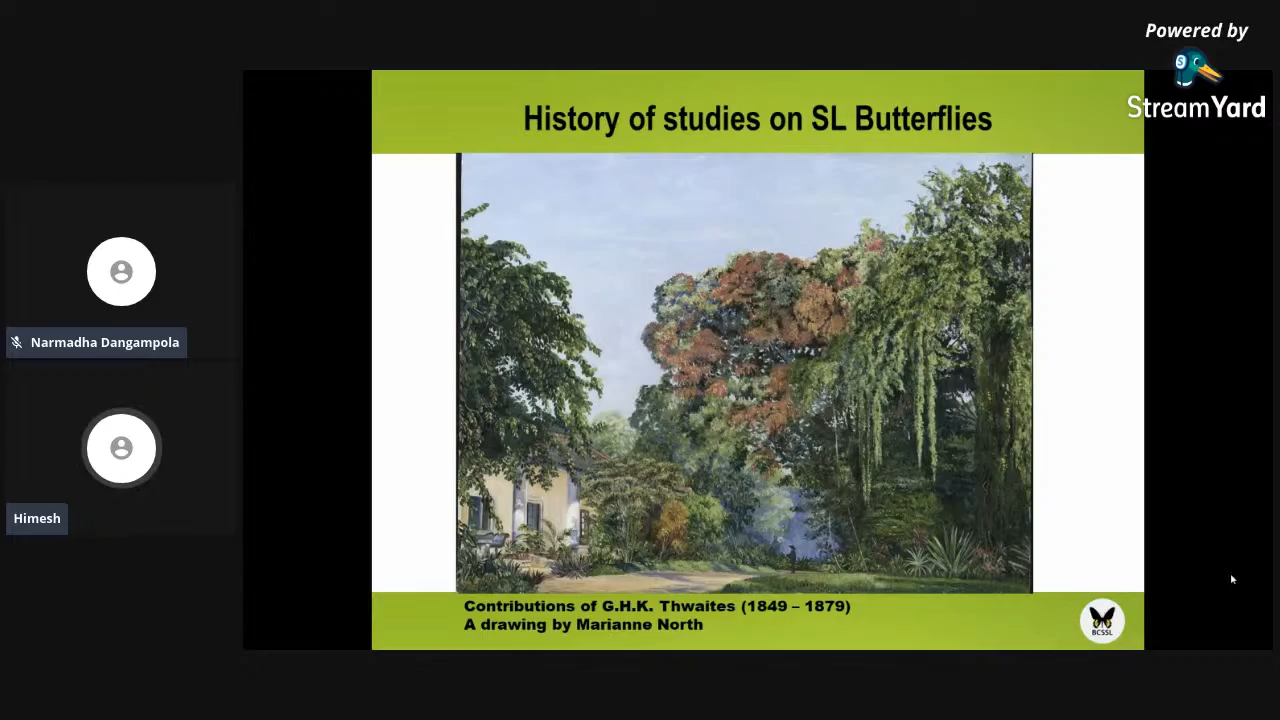 Powered by
StreamYard
History of studies on SL Butterflies
Narmadha Dangampola
Himesh
Contributions of G.H.K. Thwaites (1849 – 1879)
A drawing by Marianne North
BCSSL